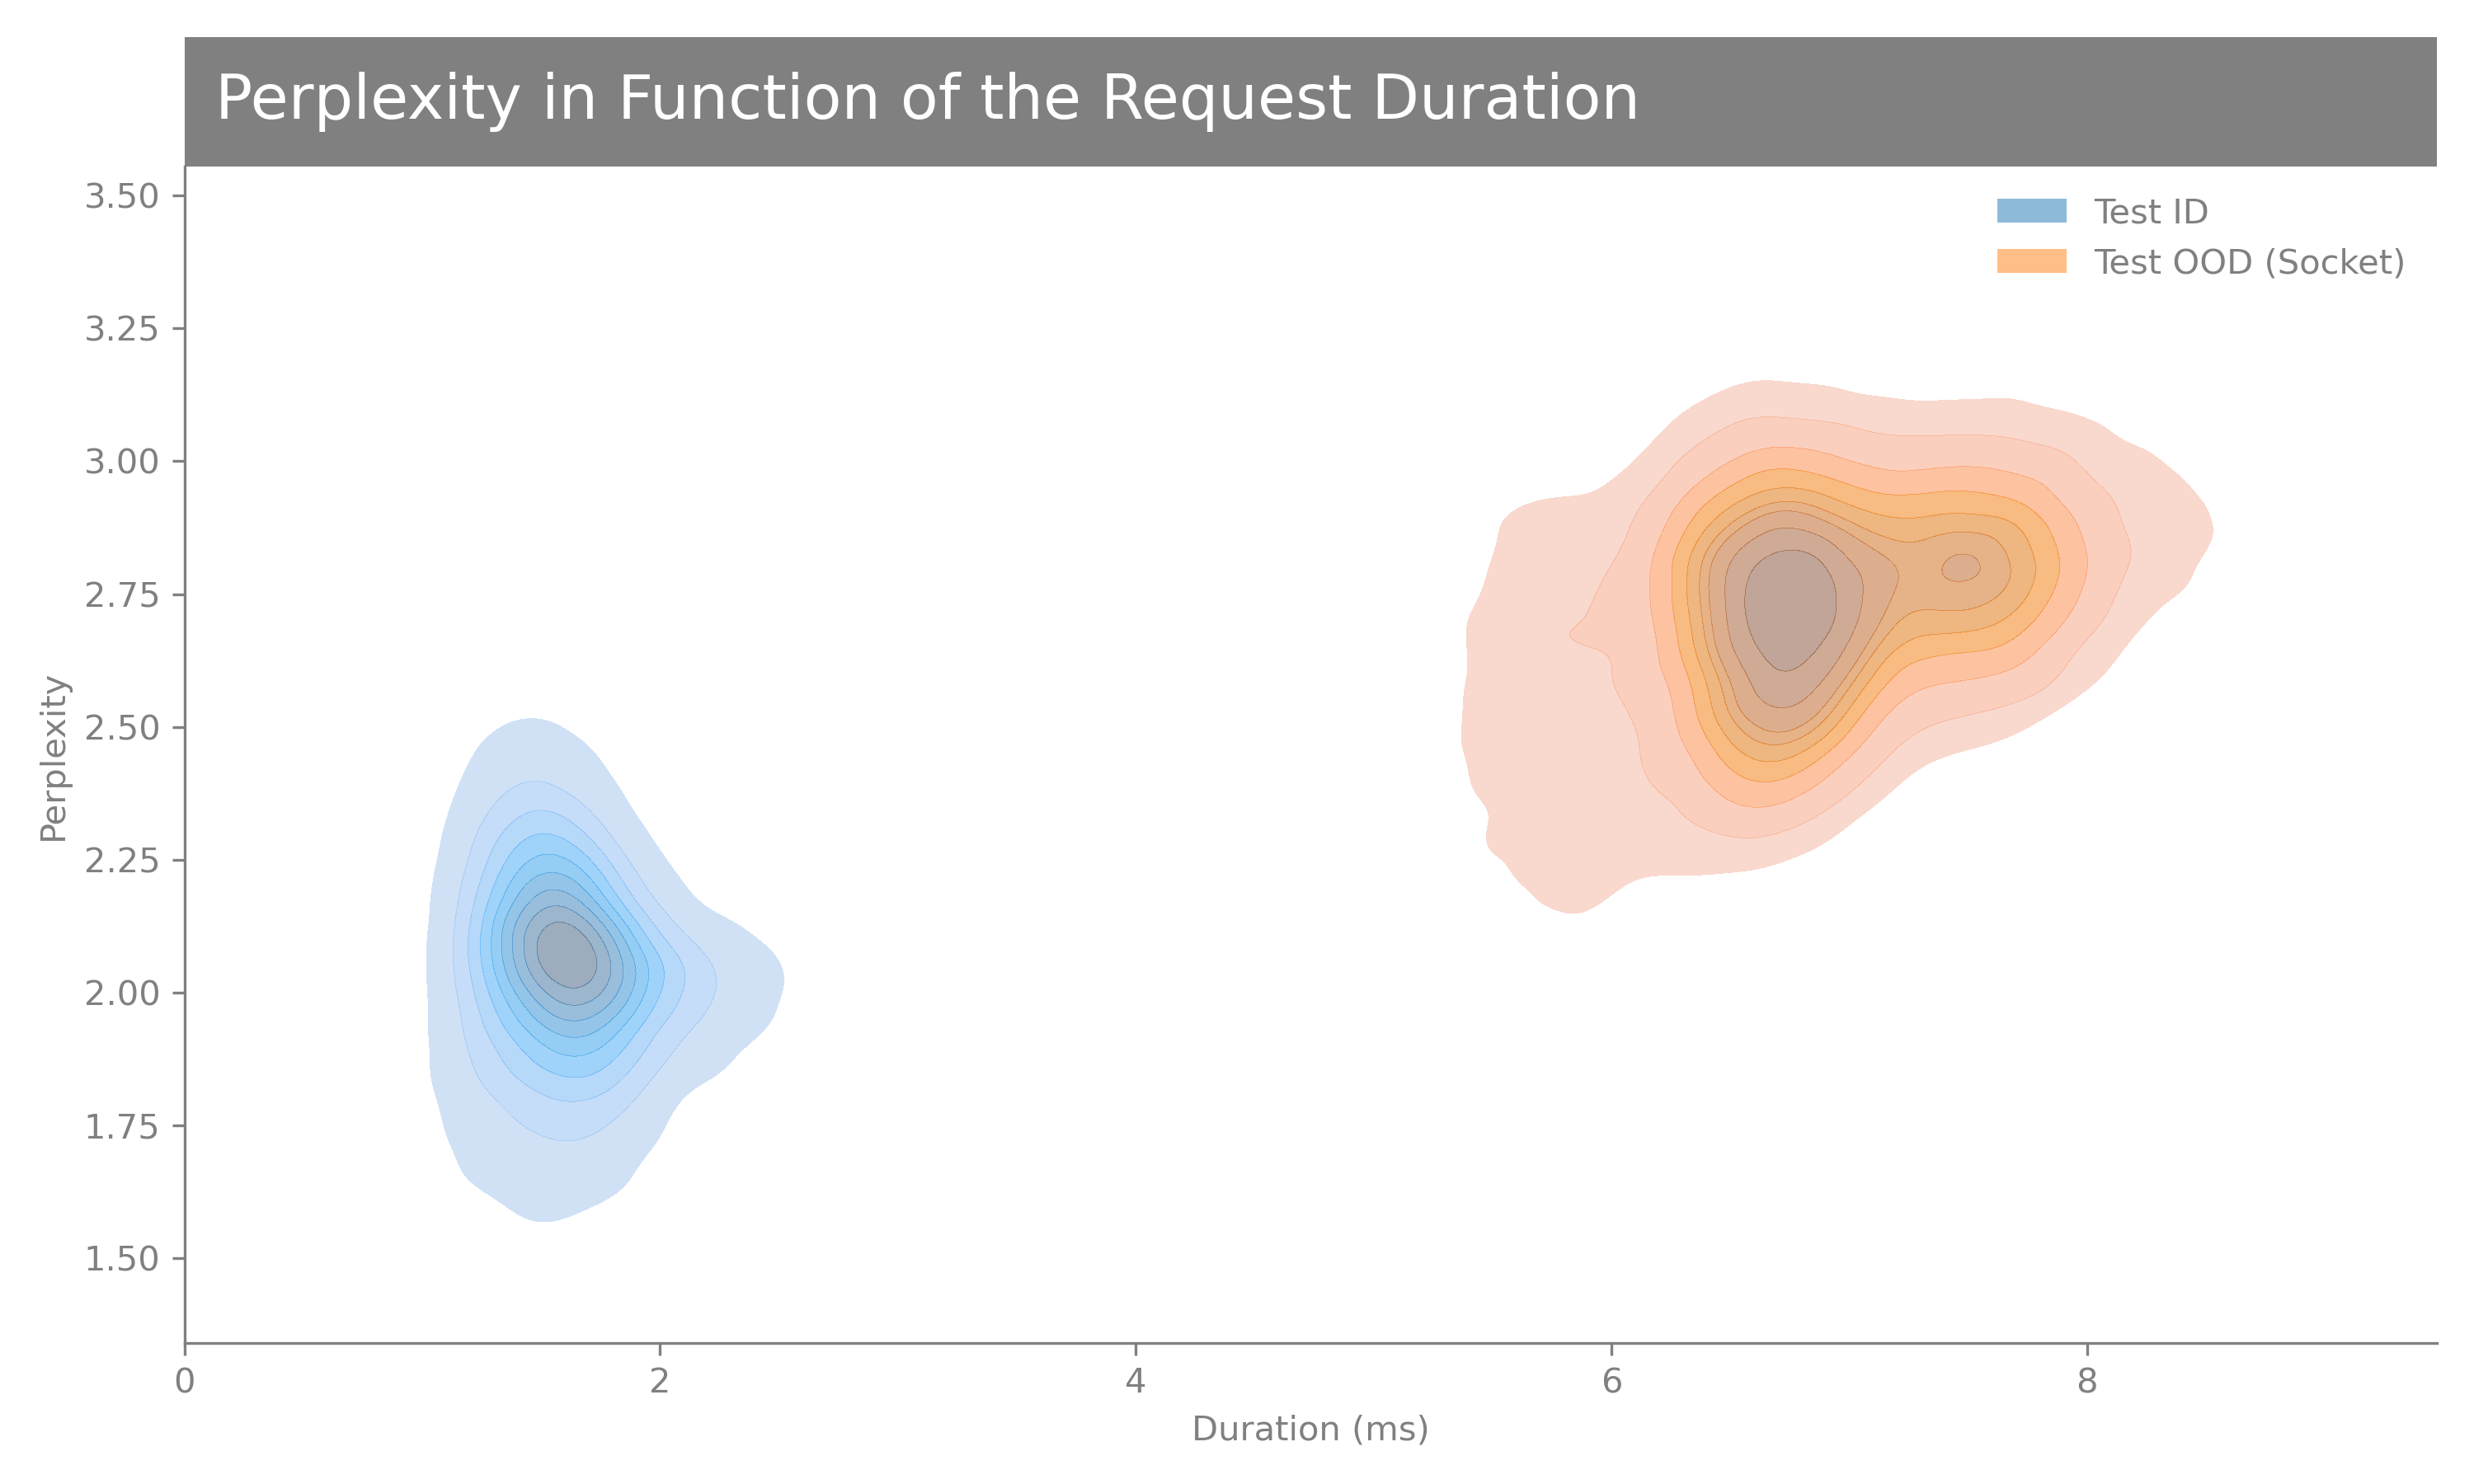 Perplexity in Function of the Request Duration
Test ID
Test OOD (Socket)
3.50
3.25
3.00
2.75
2.50
2.25
2.00
1.75
1.50
Perplexity
0 2 4 6 8
Duration (ms)